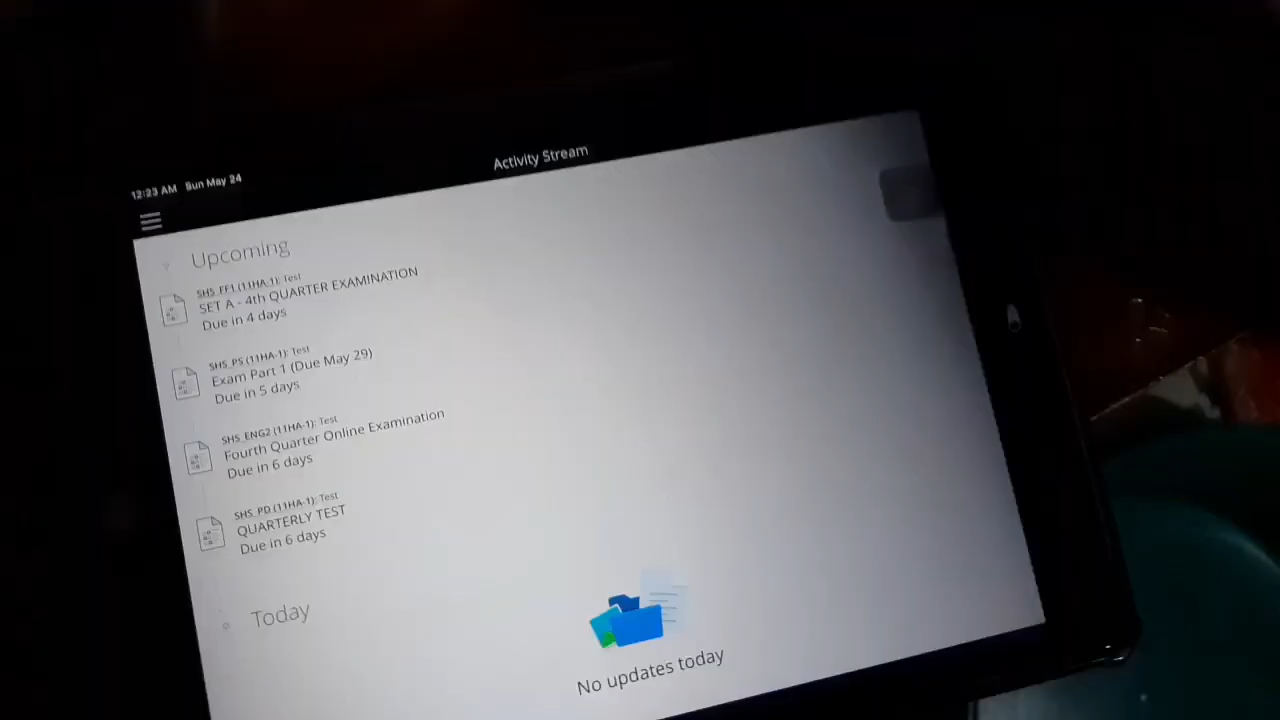 Activity Stream
12:23 AM Sun May 24
Upcoming
SHS_FF1 (11HA-1): Test
SET A - 4th QUARTER EXAMINATION
Due in 4 days
SHS_PS (11HA-1): Test
Exam Part 1 (Due May 29)
Due in 5 days
SHS_ENG2 (11HA-1): Test
Fourth Quarter Online Examination
Due in 6 days
SHS_PD (11HA-1): Test
QUARTERLY TEST
Due in 6 days
Today
No updates today